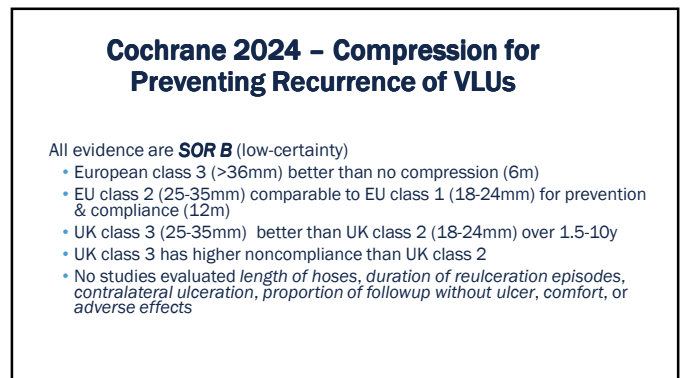 Cochrane 2024 – Compression for
Preventing Recurrence of VLUs
All evidence are SOR B (low-certainty)
• European class 3 (>36mm) better than no compression (6m)
• EU class 2 (25-35mm) comparable to EU class 1 (18-24mm) for prevention
& compliance (12m)
• UK class 3 (25-35mm)  better than UK class 2 (18-24mm) over 1.5-10y
• UK class 3 has higher noncompliance than UK class 2
• No studies evaluated length of hoses, duration of reulceration episodes,
contralateral ulceration, proportion of followup without ulcer, comfort, or
adverse effects